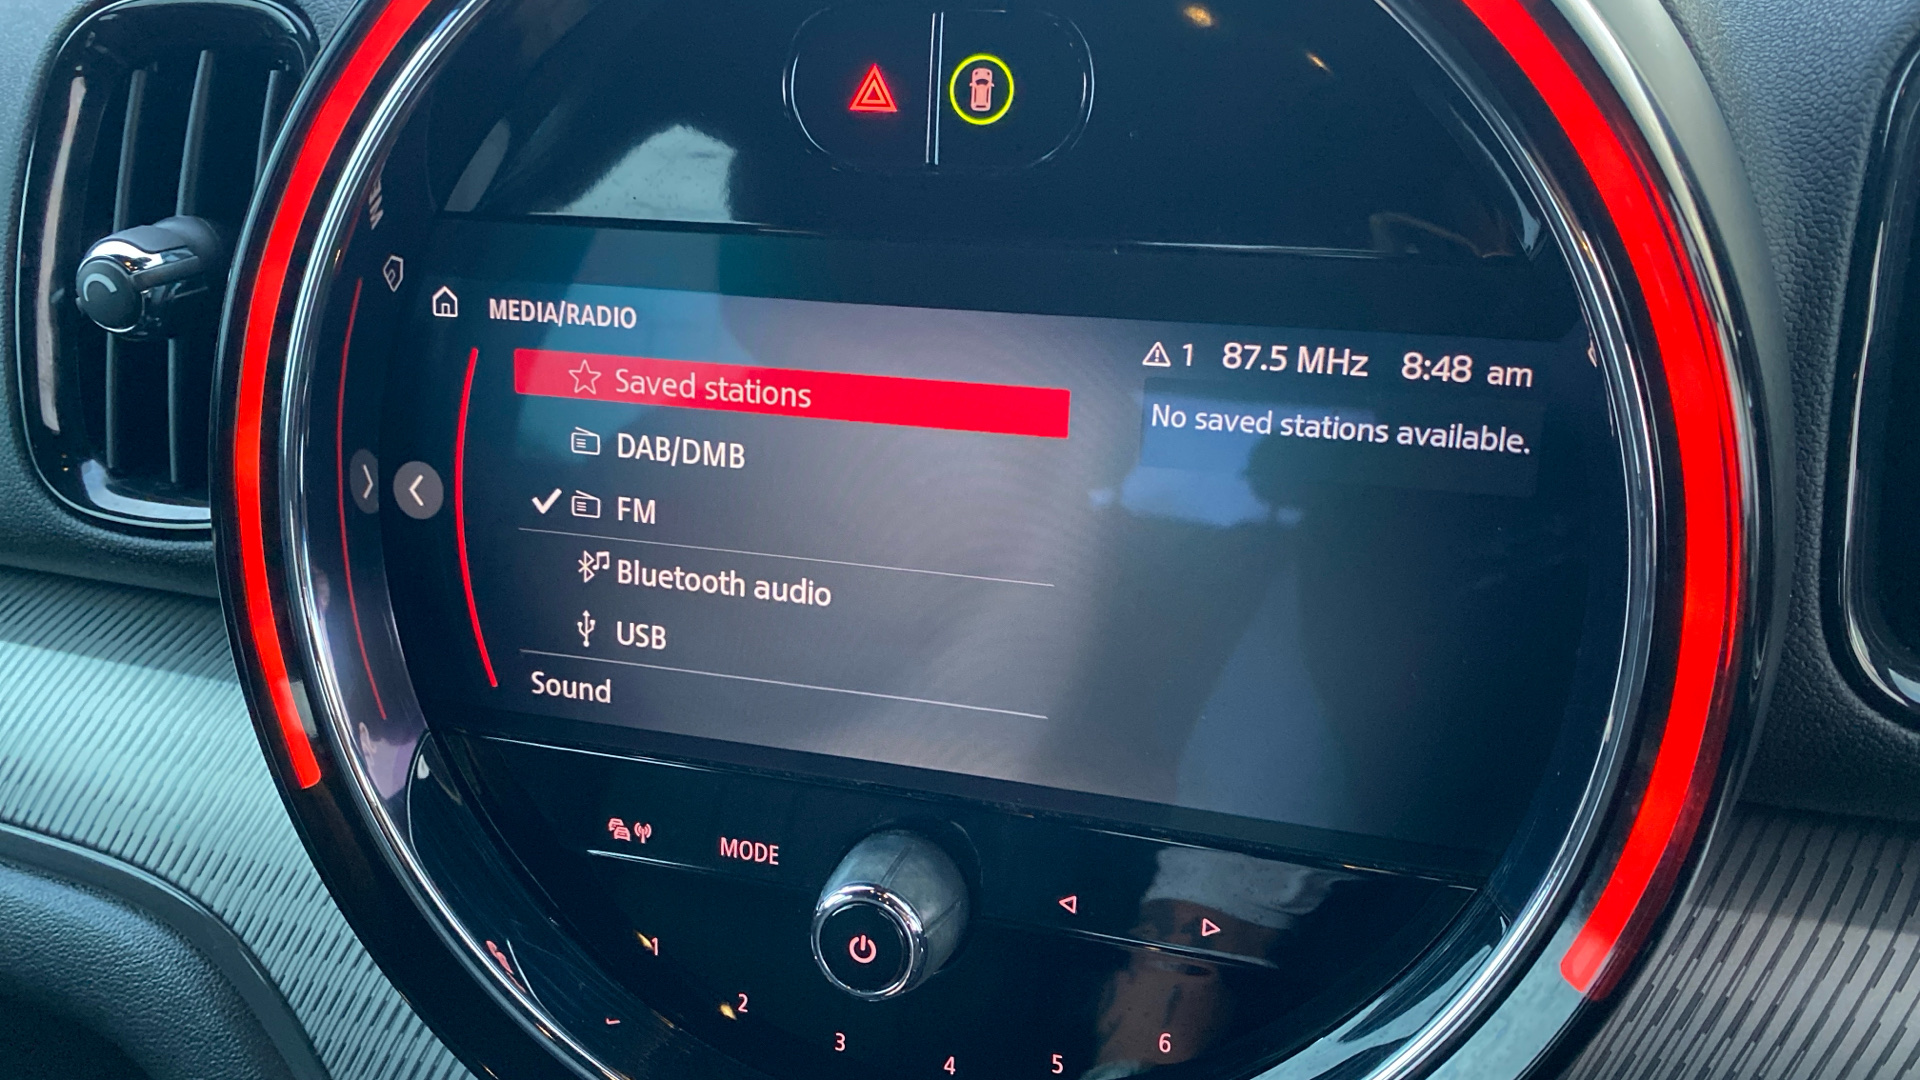 MEDIA/RADIO
1 87.5 MHz 8:48 am
Saved stations
No saved stations available.
DAB/DMB
FM
Bluetooth audio
USB
Sound
MODE
1
2
3
4
5
6